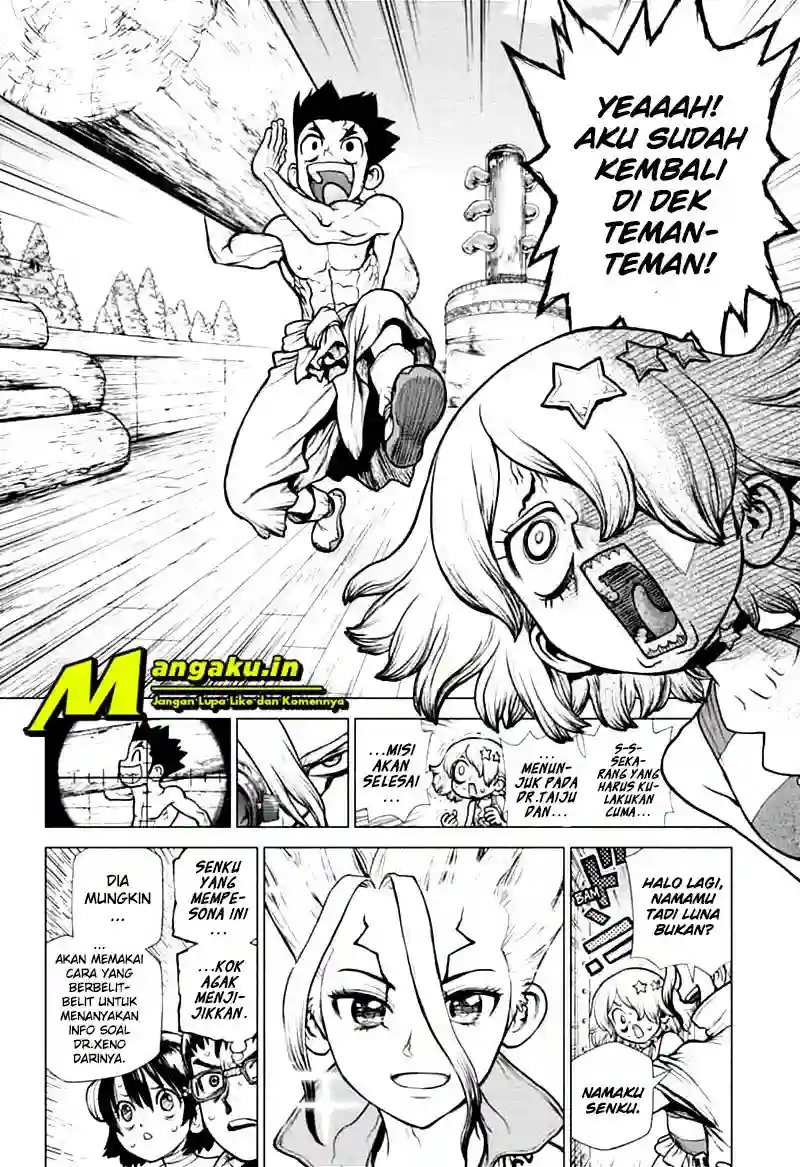 YEAAAH!
AKU SUDAH
KEMBALI
DI DEK
TEMAN-
TEMAN!
Mangaku.in
Jangan Lupa Like dan Komennya
S-S-
SEKA-
RANG YANG
HARUS KU-
LAKUKAN
CUMA...
...
MENUN-
JUK PADA
DR.TAIJU
DAN...
...MISI
AKAN
SELESAI
...
HALO LAGI,
NAMAMU
TADI LUNA
BUKAN?
BAM
NAMAKU
SENKU.
SENKU
YANG
MEMPE-
SONA INI
...
...KOK
AGAK
MENJI-
JIKKAN.
DIA
MUNGKIN
...
...
AKAN MEMAKAI
CARA YANG
BERBELIT-
BELIT UNTUK
MENANYAKAN
INFO SOAL
DR.XENO
DARINYA.